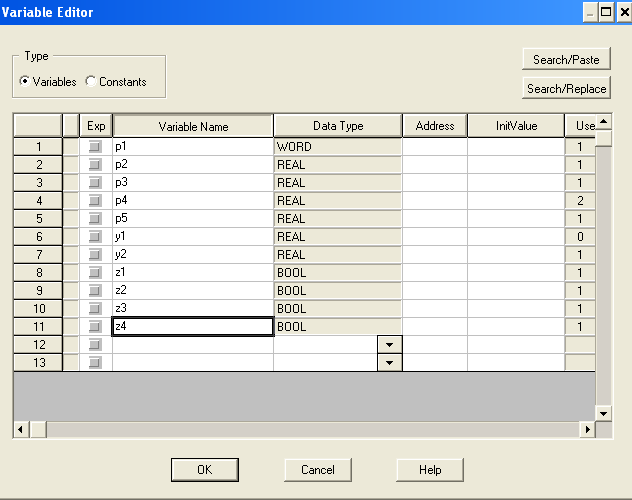 Variable Editor
Type
Variables Constants
Search/Paste
Search/Replace
Exp Variable Name Data Type Address InitValue Use
1 p1 WORD 1
2 p2 REAL 1
3 p3 REAL 1
4 p4 REAL 2
5 p5 REAL 1
6 y1 REAL 0
7 y2 REAL 1
8 z1 BOOL 1
9 z2 BOOL 1
10 z3 BOOL 1
11 z4 BOOL 1
12
13
OK Cancel Help